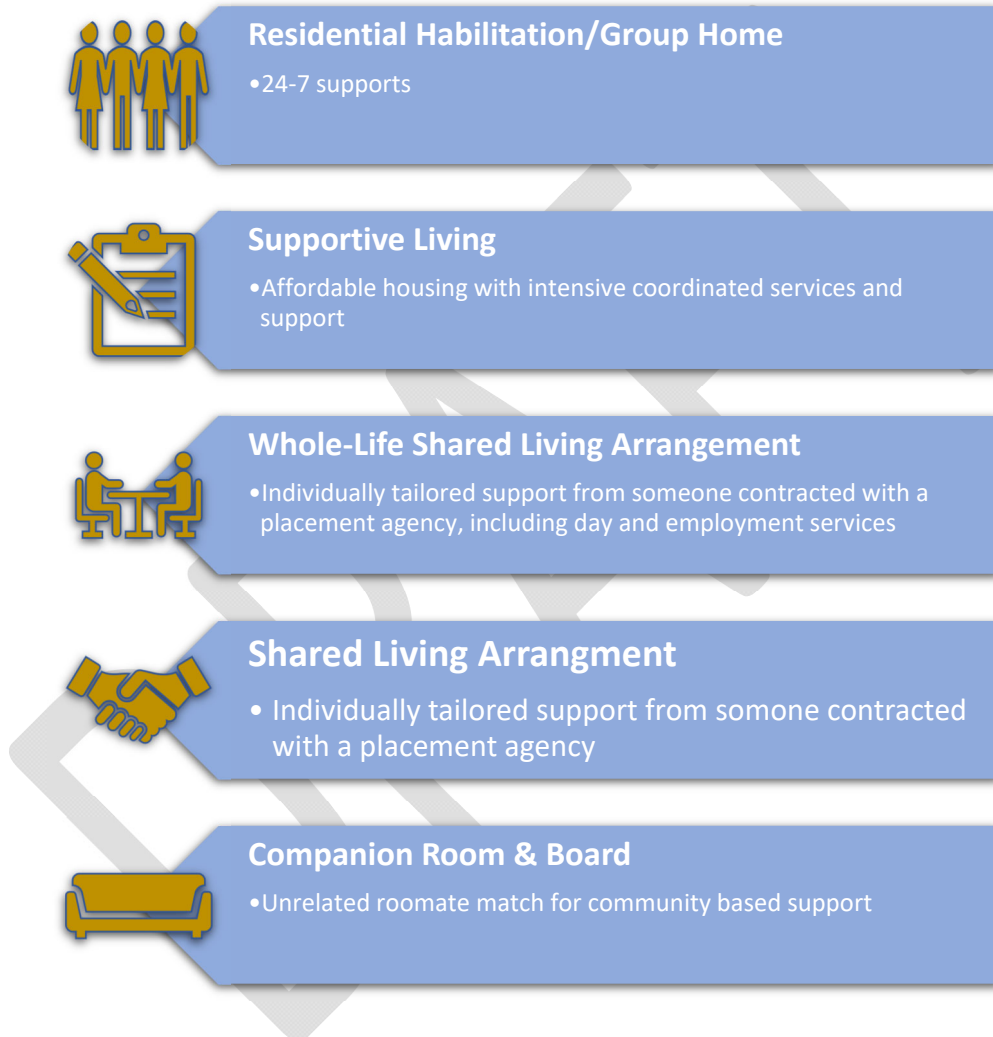 Residential Habilitation/Group Home
•24-7 supports
Supportive Living
•Affordable housing with intensive coordinated services and
support
Whole-Life Shared Living Arrangement
•Individually tailored support from someone contracted with a
placement agency, including day and employment services
Shared Living Arrangment
• Individually tailored support from somone contracted
with a placement agency
Companion Room & Board
•Unrelated roomate match for community based support
DRAFT